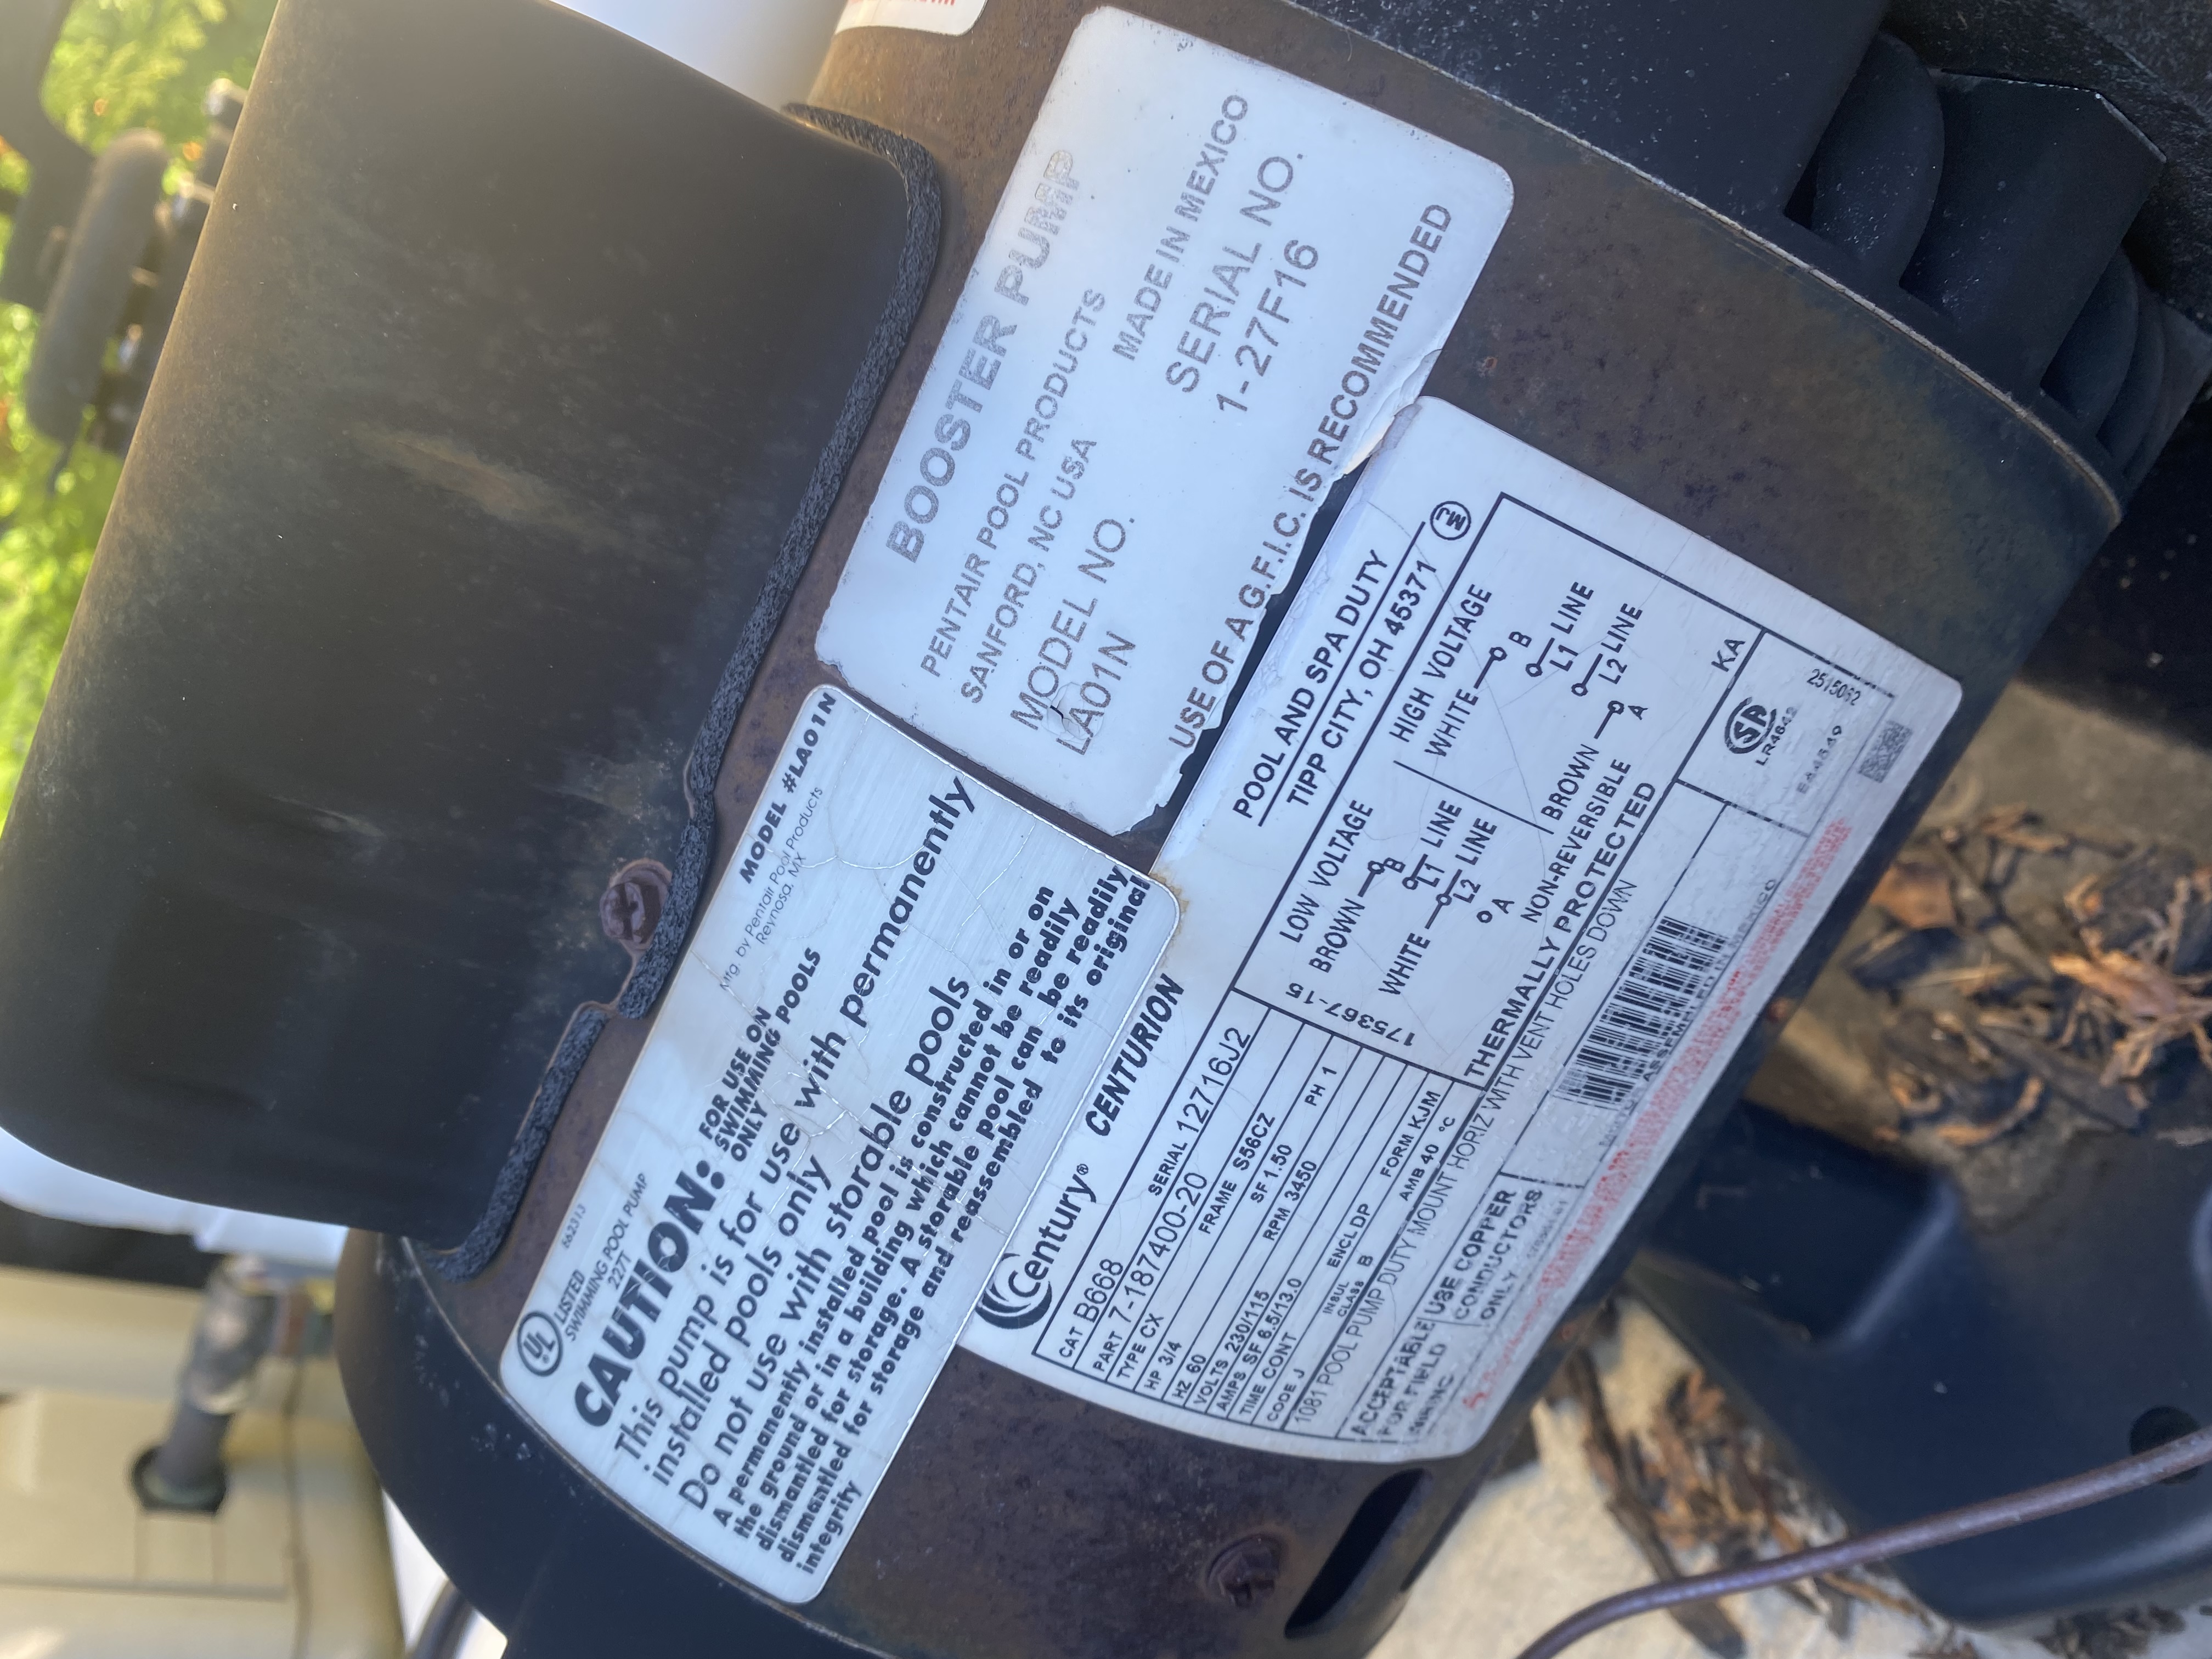 BOOSTER PUMP
PENTAIR POOL PRODUCTS
SANFORD, NC USA
MADE IN MEXICO
MODEL NO.
LA01N
SERIAL NO.
1-27F16
USE OF A G.F.I.C. IS RECOMMENDED
UL
LISTED
SWIMMING POOL PUMP
227T
MODEL #LA01N
Mfg. by Pentair Pool Products
Reynosa, MX
CAUTION:
FOR USE ON
SWIMMING POOLS
ONLY
This pump is for use with permanently
installed pools only
Do not use with storable pools
A permanently installed pool is constructed in or on
the ground or in a building which cannot be readily
dismantled for storage. A storable pool can be readily
dismantled for storage and reassembled to its original
integrity
Century® CENTURION
POOL AND SPA DUTY
TIPP CITY, OH 45371
CAT B668
SERIAL 12716J2
PART 7-187400-20
TYPE CX
FRAME S56CZ
HP 3/4
SF 1.50
PH 1
HZ 60
RPM 3450
VOLTS 230/115
AMPS SF 6.5/13.0
TIME CONT
ENCL DP
FORM KJM
CODE J
INSUL CLASS B
AMB 40 °C
1081 POOL PUMP DUTY MOUNT HORIZ WITH VENT HOLES DOWN
175367-15
LOW VOLTAGE
BROWN
B
L1 LINE
WHITE
L2 LINE
A
HIGH VOLTAGE
WHITE
B
L1 LINE
L2 LINE
BROWN
A
NON-REVERSIBLE
THERMALLY PROTECTED
KA
ACCEPTABLE
FOR FIELD
USE COPPER
CONDUCTORS
ONLY
ASSEMBLED IN MEXICO
LR4642